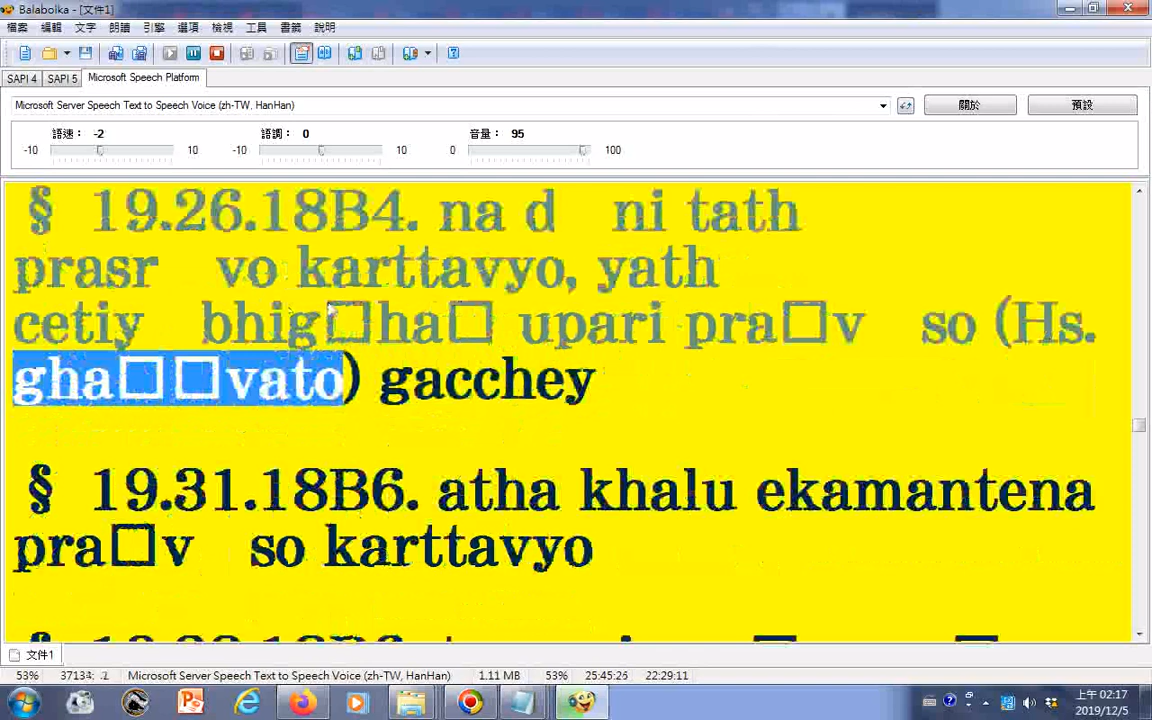 Balabolka - [文件1]
檔案 編輯 文字 朗讀 引擎 選項 檢視 工具 書籤 說明
SAPI 4 SAPI 5 Microsoft Speech Platform
Microsoft Server Speech Text to Speech Voice (zh-TW, HanHan) 關於 預設
語速： -2 語調： 0 音量： 95
-10 10 -10 10 0 100
§ 19.26.18B4. na d ni tath
prasr vo karttavyo, yath
cetiy bhig□ha□ upari pra□v so (Hs.
gha□□vato) gacchey
§ 19.31.18B6. atha khalu ekamantena
pra□v so karttavyo
文件1
53% Microsoft Server Speech Text to Speech Voice (zh-TW, HanHan) 1.11 MB 53% 25:45:26 22:29:11
上午 02:17
2019/12/5